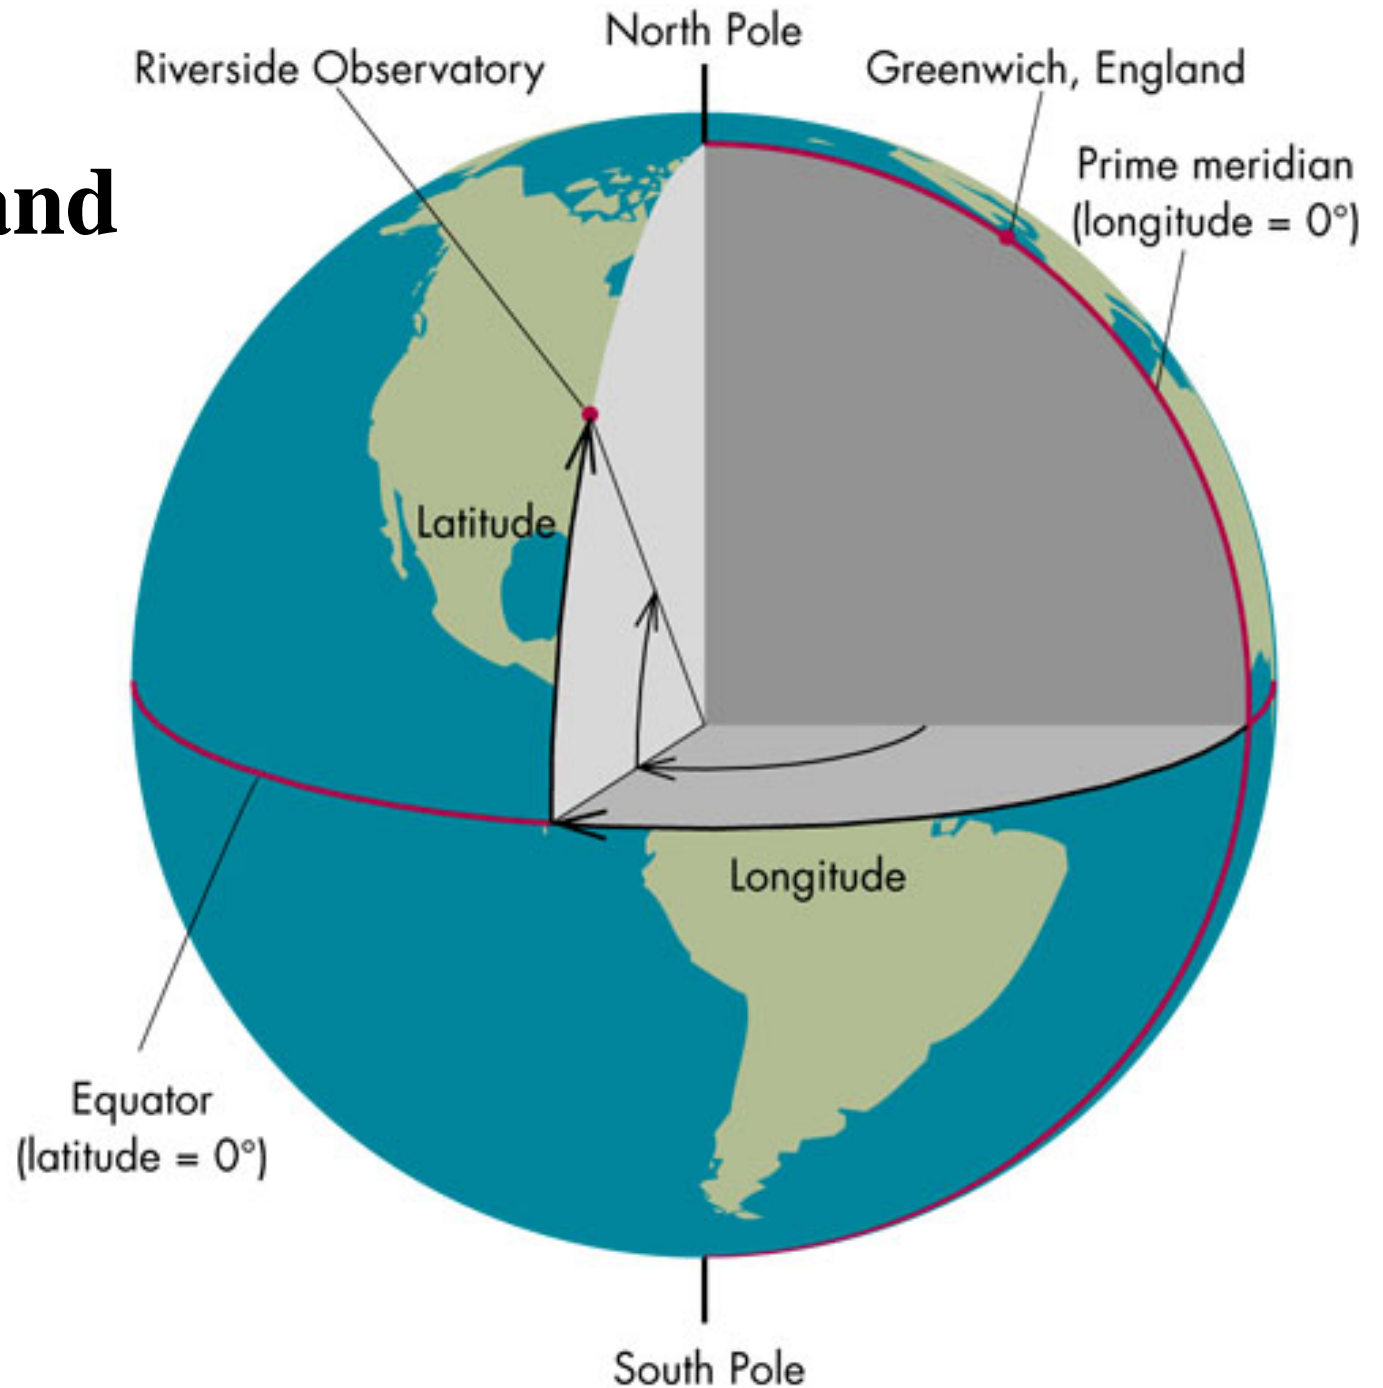 North Pole
Riverside Observatory
Greenwich, England
Prime meridian
(longitude = 0°)
and
Latitude
Longitude
Equator
(latitude = 0°)
South Pole